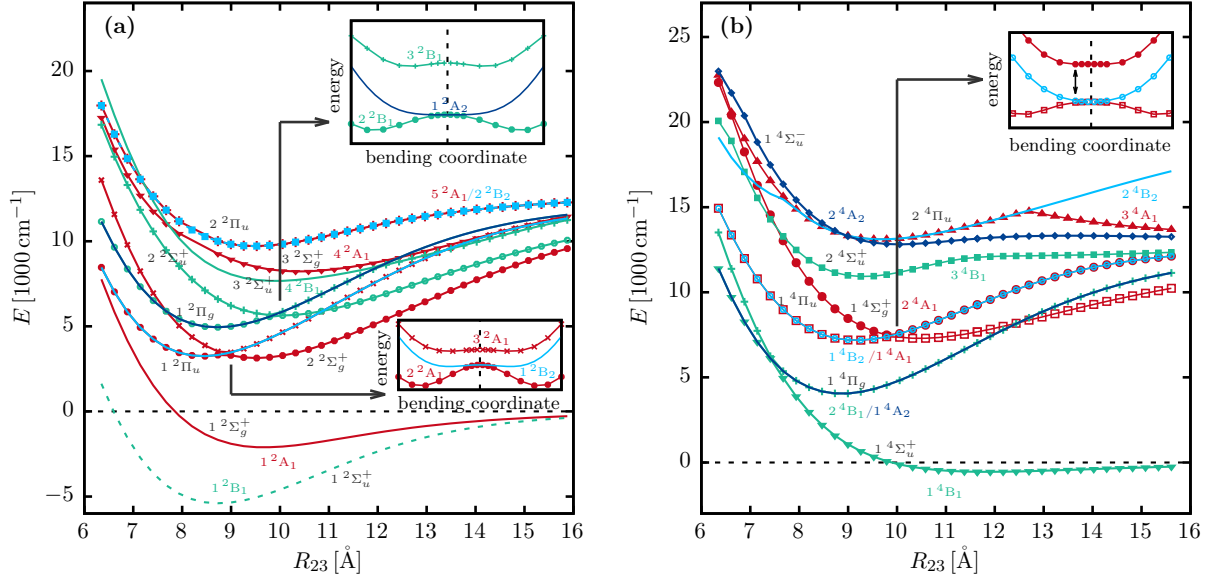 (a)
E [1000 cm⁻¹]
20
15
10
5
0
−5
6 7 8 9 10 11 12 13 14 15 16
R₂₃ [Å]
energy
3 ²B₁
1 ²A₂
2 ²B₁
bending coordinate
5 ²A₁/2 ²B₂
2 ²Πᵤ
2 ²Σᵤ⁺
3 ²Σg⁺
4 ²A₁
3 ²Σᵤ⁺
4 ²B₁
1 ²Πg
1 ²Πᵤ
2 ²Σg⁺
energy
3 ²A₁
2 ²A₁
1 ²B₂
bending coordinate
1 ²Σg⁺
1 ²A₁
1 ²B₁
1 ²Σᵤ⁺
(b)
E [1000 cm⁻¹]
25
20
15
10
5
0
6 7 8 9 10 11 12 13 14 15 16
R₂₃ [Å]
energy
bending coordinate
1 ⁴Σᵤ⁻
2 ⁴A₂
2 ⁴Πᵤ
2 ⁴B₂
3 ⁴A₁
2 ⁴Σᵤ⁺
3 ⁴B₁
1 ⁴Πᵤ
1 ⁴Σg⁺
2 ⁴A₁
1 ⁴B₂/1 ⁴A₁
1 ⁴Πg
2 ⁴B₁/1 ⁴A₂
1 ⁴Σᵤ⁺
1 ⁴B₁